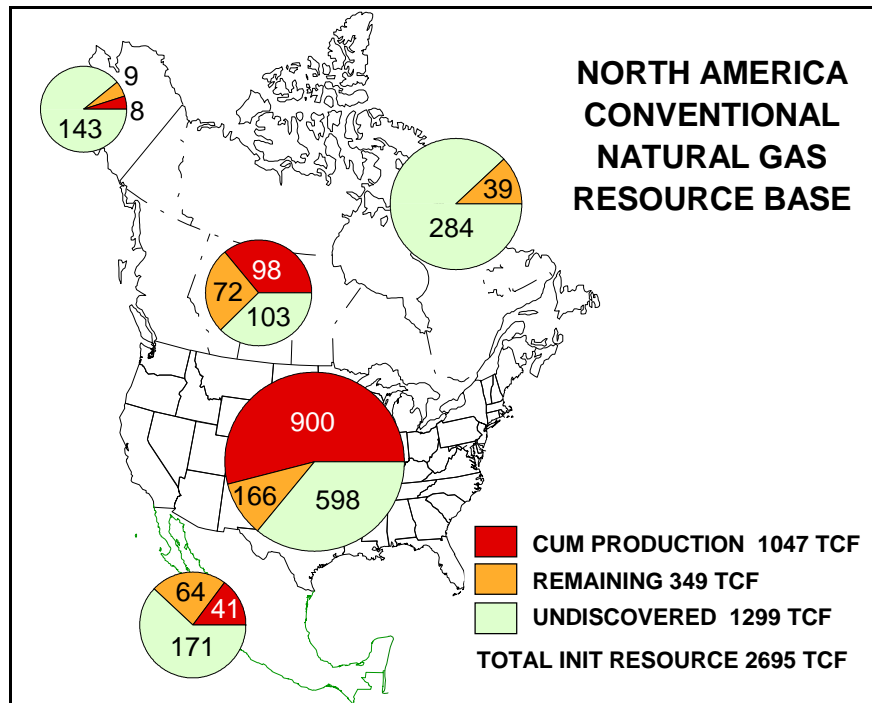 NORTH AMERICA
CONVENTIONAL
NATURAL GAS
RESOURCE BASE
9
8
143
39
284
98
72
103
900
166
598
64
41
171
CUM PRODUCTION 1047 TCF
REMAINING 349 TCF
UNDISCOVERED 1299 TCF
TOTAL INIT RESOURCE 2695 TCF